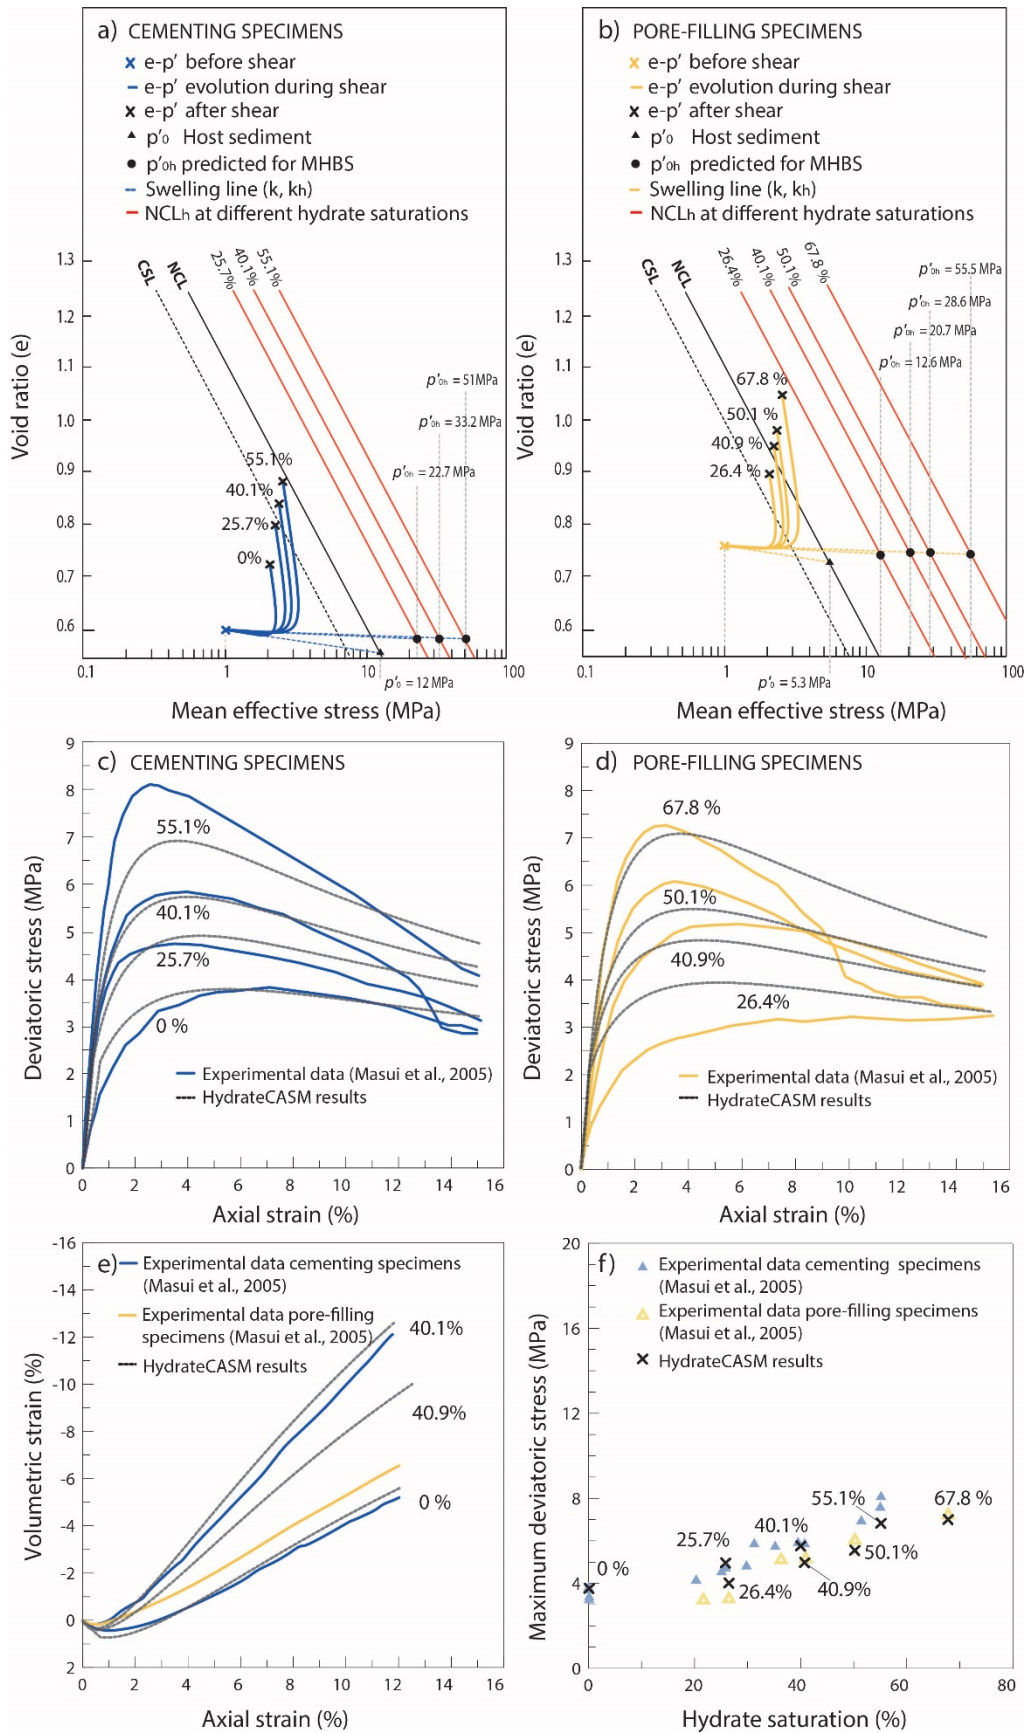 a) CEMENTING SPECIMENS
e-p' before shear
e-p' evolution during shear
e-p' after shear
p'0 Host sediment
p'0h predicted for MHBS
Swelling line (k, kh)
NCLh at different hydrate saturations
1.3
1.2
1.1
1.0
0.9
0.8
0.7
0.6
Void ratio (e)
CSL
NCL
25.7%
40.1%
55.1%
p'0h = 51MPa
p'0h = 33.2 MPa
p'0h = 22.7 MPa
55.1%
40.1%
25.7%
0%
p'0 = 12 MPa
0.1
1
10
100
Mean effective stress (MPa)
b) PORE-FILLING SPECIMENS
e-p' before shear
e-p' evolution during shear
e-p' after shear
p'0 Host sediment
p'0h predicted for MHBS
Swelling line (k, kh)
NCLh at different hydrate saturations
1.3
1.2
1.1
1.0
0.9
0.8
0.7
0.6
Void ratio (e)
CSL
NCL
26.4%
40.1%
50.1%
67.8 %
p'0h = 55.5 MPa
p'0h = 28.6 MPa
p'0h = 20.7 MPa
p'0h = 12.6 MPa
67.8 %
50.1 %
40.9 %
26.4 %
p'0 = 5.3 MPa
0.1
1
10
100
Mean effective stress (MPa)
c) CEMENTING SPECIMENS
9
8
7
6
5
4
3
2
1
0
Deviatoric stress (MPa)
55.1%
40.1%
25.7%
0 %
Experimental data (Masui et al., 2005)
HydrateCASM results
0 2 4 6 8 10 12 14 16
Axial strain (%)
d) PORE-FILLING SPECIMENS
9
8
7
6
5
4
3
2
1
0
Deviatoric stress (MPa)
67.8 %
50.1%
40.9%
26.4%
Experimental data (Masui et al., 2005)
HydrateCASM results
0 2 4 6 8 10 12 14 16
Axial strain (%)
e)
Experimental data cementing specimens
(Masui et al., 2005)
Experimental data pore-filling
specimens (Masui et al., 2005)
HydrateCASM results
-16
-14
-12
-10
-8
-6
-4
-2
0
2
Volumetric strain (%)
40.1%
40.9%
0 %
0 2 4 6 8 10 12 14 16
Axial strain (%)
f)
Experimental data cementing specimens
(Masui et al., 2005)
Experimental data pore-filling specimens
(Masui et al., 2005)
HydrateCASM results
20
16
12
8
4
0
Maximum deviatoric stress (MPa)
0 %
25.7%
26.4%
40.1%
40.9%
55.1%
50.1%
67.8 %
0 20 40 60 80
Hydrate saturation (%)